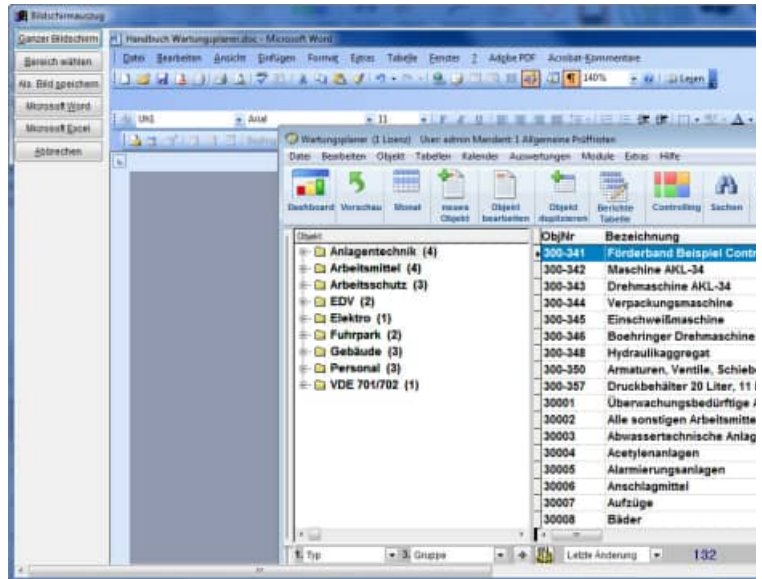 Bildschirmauszug
Ganzer Bildschirm
Bereich wählen
Als Bild speichern
Microsoft Word
Microsoft Excel
Abbrechen
Handbuch Wartungsplaner.doc - Microsoft Word
Datei Bearbeiten Ansicht Einfügen Format Extras Tabelle Fenster ? Adobe PDF Acrobat-Kommentare
140% Lesen
Arial 11
Wartungsplaner (1 Lizenz) User: admin Mandant: 1 Allgemeine Prüffristen
Datei Bearbeiten Objekt Tabellen Kalender Auswertungen Module Extras Hilfe
Dashboard Vorschau Monat neues Objekt Objekt bearbeiten Objekt duplizieren Berichte Tabelle Controlling Suchen
Objekt
Anlagentechnik (4)
Arbeitsmittel (4)
Arbeitsschutz (3)
EDV (2)
Elektro (1)
Fuhrpark (2)
Gebäude (3)
Personal (3)
VDE 701/702 (1)
ObjNr Bezeichnung
300-341 Förderband Beispiel Contr
300-342 Maschine AKL-34
300-343 Drehmaschine AKL-34
300-344 Verpackungsmaschine
300-345 Einschweißmaschine
300-346 Boehringer Drehmaschine
300-348 Hydraulikaggregat
300-350 Armaturen, Ventile, Schieb
300-357 Druckbehälter 20 Liter, 11
30001 Überwachungsbedürftige A
30002 Alle sonstigen Arbeitsmitte
30003 Abwassertechnische Anlag
30004 Acetylenanlagen
30005 Alarmierungsanlagen
30006 Anschlagmittel
30007 Aufzüge
30008 Bäder
1. Typ 3. Gruppe Letzte Änderung 132